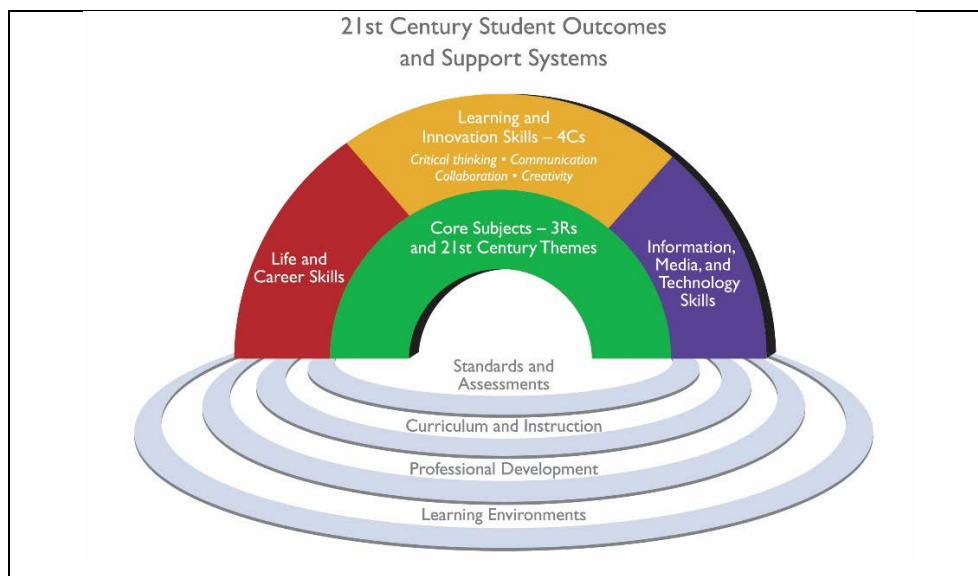 21st Century Student Outcomes
and Support Systems
Learning and
Innovation Skills – 4Cs
Critical thinking • Communication
Collaboration • Creativity
Core Subjects – 3Rs
and 21st Century Themes
Life and
Career Skills
Information,
Media, and
Technology
Skills
Standards and
Assessments
Curriculum and Instruction
Professional Development
Learning Environments